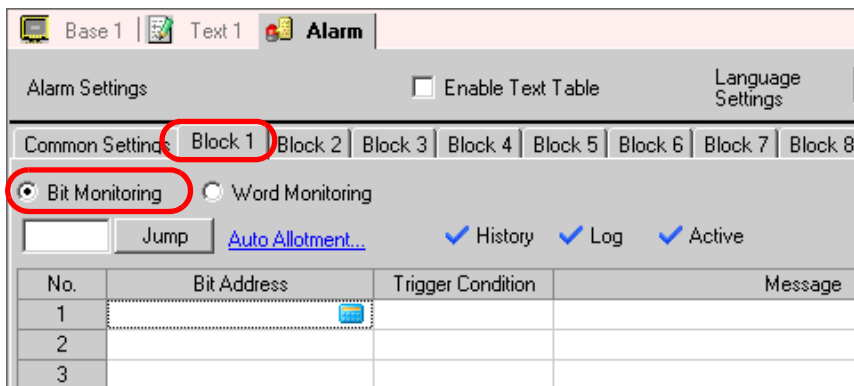 Base 1 Text 1 Alarm
Alarm Settings Enable Text Table Language Settings
Common Settings Block 1 Block 2 Block 3 Block 4 Block 5 Block 6 Block 7 Block 8
Bit Monitoring Word Monitoring
Jump Auto Allotment... History Log Active
No. Bit Address Trigger Condition Message
1
2
3